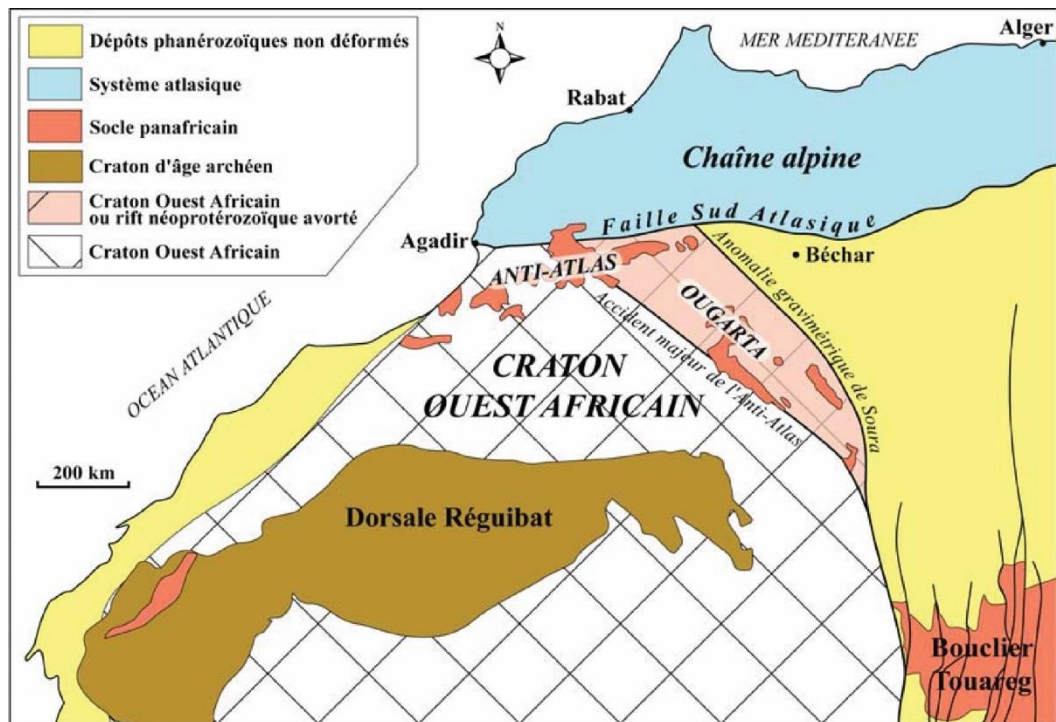 Dépôts phanérozoïques non déformés
Système atlasique
Socle panafricain
Craton d'âge archéen
Craton Ouest Africain
ou rift néoprotérozoïque avorté
Craton Ouest Africain
N
MER MEDITERANEE
Alger
Rabat
Chaîne alpine
Faille Sud Atlasique
Agadir
Béchar
ANTI-ATLAS
OUGARTA
Anomalie gravimétrique de Soura
Accident majeur de l'Anti-Atlas
OCEAN ATLANTIQUE
CRATON
OUEST AFRICAIN
200 km
Dorsale Réguibat
Bouclier
Touareg